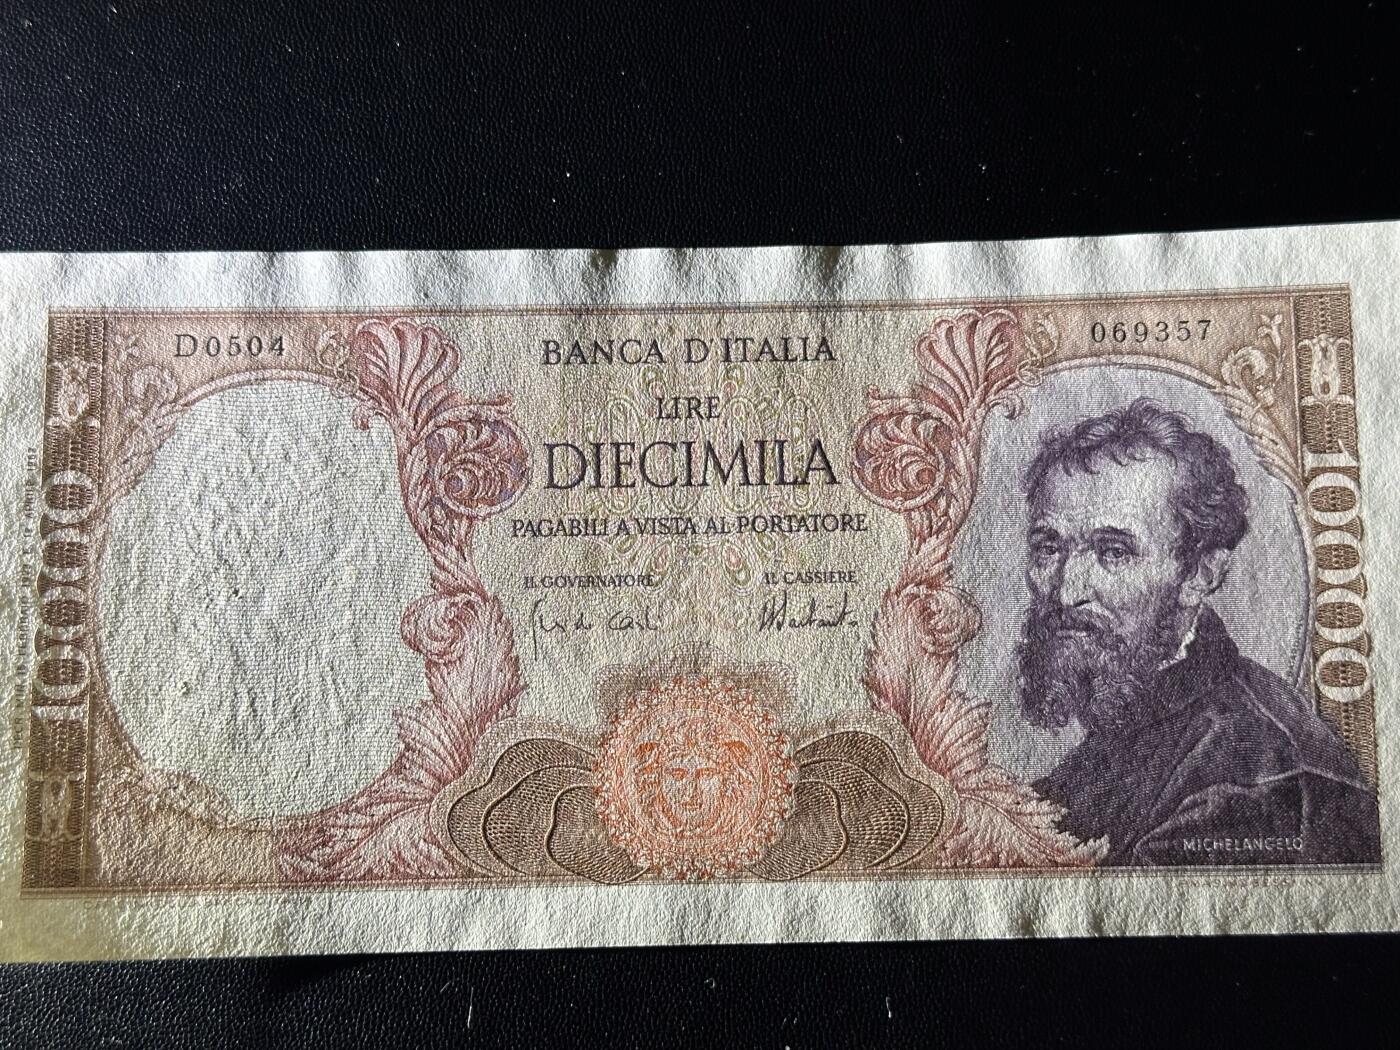 D0504
069357
BANCA D'ITALIA
LIRE
DIECIMILA
PAGABILI A VISTA AL PORTATORE
IL GOVERNATORE
IL CASSIERE
10000
10000
MICHELANGELO